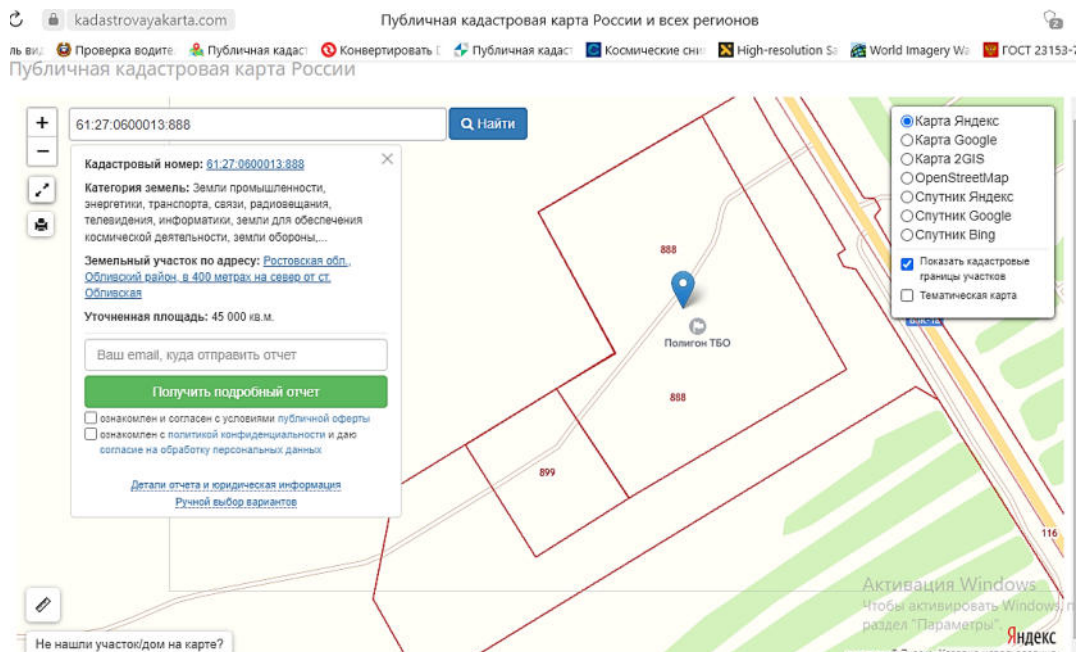 kadastrovayakarta.com
Публичная кадастровая карта России и всех регионов
2
ль вид
Проверка водите
Публичная кадаст
Конвертировать
Публичная кадаст
Космические сни
High-resolution Sa
World Imagery Wa
ГОСТ 23153-7
Публичная кадастровая карта России
+
61:27:0600013:888
Найти
−
Кадастровый номер: 61:27:0600013:888
Категория земель: Земли промышленности,
энергетики, транспорта, связи, радиовещания,
телевидения, информатики, земли для обеспечения
космической деятельности, земли обороны,...
Земельный участок по адресу: Ростовская обл.,
Обливский район, в 400 метрах на север от ст.
Обливская
Уточненная площадь: 45 000 кв.м.
Ваш email, куда отправить отчет
Получить подробный отчет
ознакомлен и согласен с условиями публичной оферты
ознакомлен с политикой конфиденциальности и даю
согласие на обработку персональных данных
Детали отчета и юридическая информация
Ручной выбор вариантов
Карта Яндекс
Карта Google
Карта 2GIS
OpenStreetMap
Спутник Яндекс
Спутник Google
Спутник Bing
Показать кадастровые
границы участков
Тематическая карта
888
Полигон ТБО
888
899
116
Активация Windows
Чтобы активировать Windows, п
раздел "Параметры".
Яндекс
Не нашли участок/дом на карте?